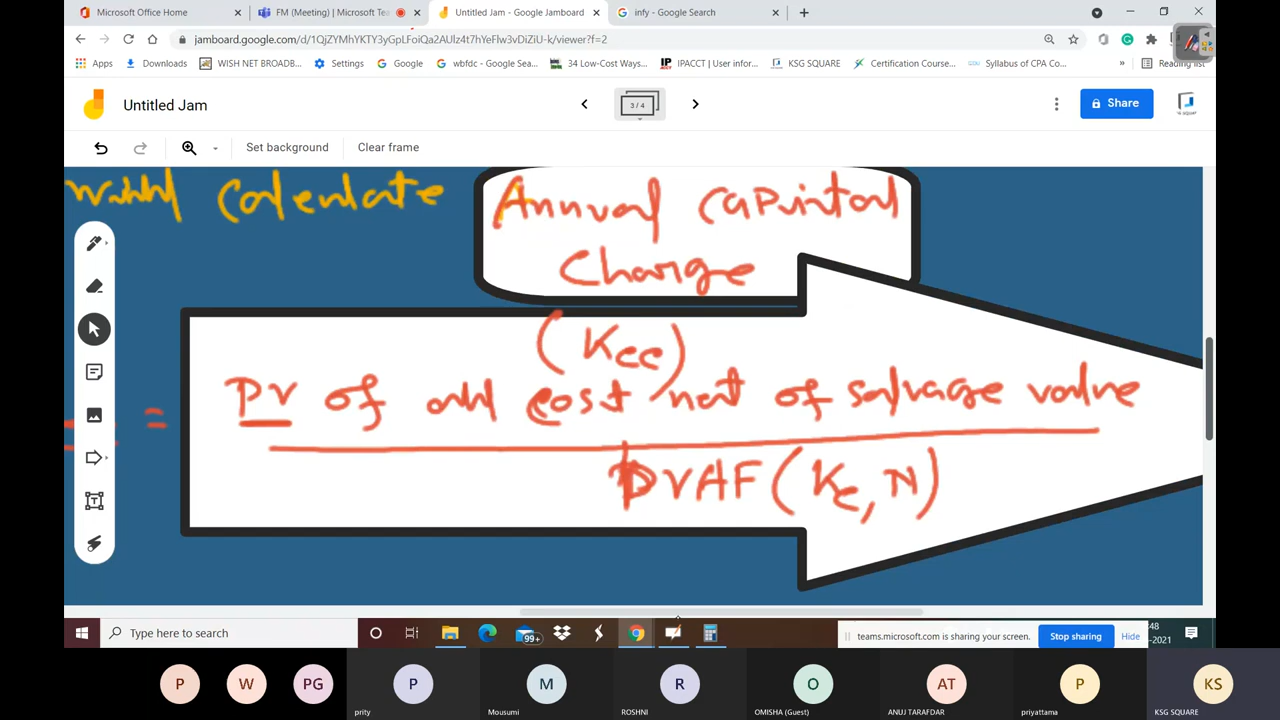 Microsoft Office Home
FM (Meeting) | Microsoft Tea
Untitled Jam - Google Jamboard
infy - Google Search
jamboard.google.com/d/1QjZYMhYKTY3yGpLFoiQa2AUlz4t7hYeFlw3vDiZiU-k/viewer?f=2
Apps
Downloads
WISH NET BROADB...
Settings
Google
wbfdc - Google Sea...
34 Low-Cost Ways...
IPACCT | User infor...
KSG SQUARE
Certification Course...
Syllabus of CPA Co...
»
Reading list
Untitled Jam
3 / 4
Share
Set background
Clear frame
calculate
Annual capital
Charge
(Kcc)
= PV of all cost net of salvage value
PVAF (Kc, N)
Type here to search
99+
teams.microsoft.com is sharing your screen.
Stop sharing
Hide
48
-2021
P
W
PG
P
M
R
O
AT
P
KS
prity
Mousumi
ROSHNI
OMISHA (Guest)
ANUJ TARAFDAR
priyattama
KSG SQUARE